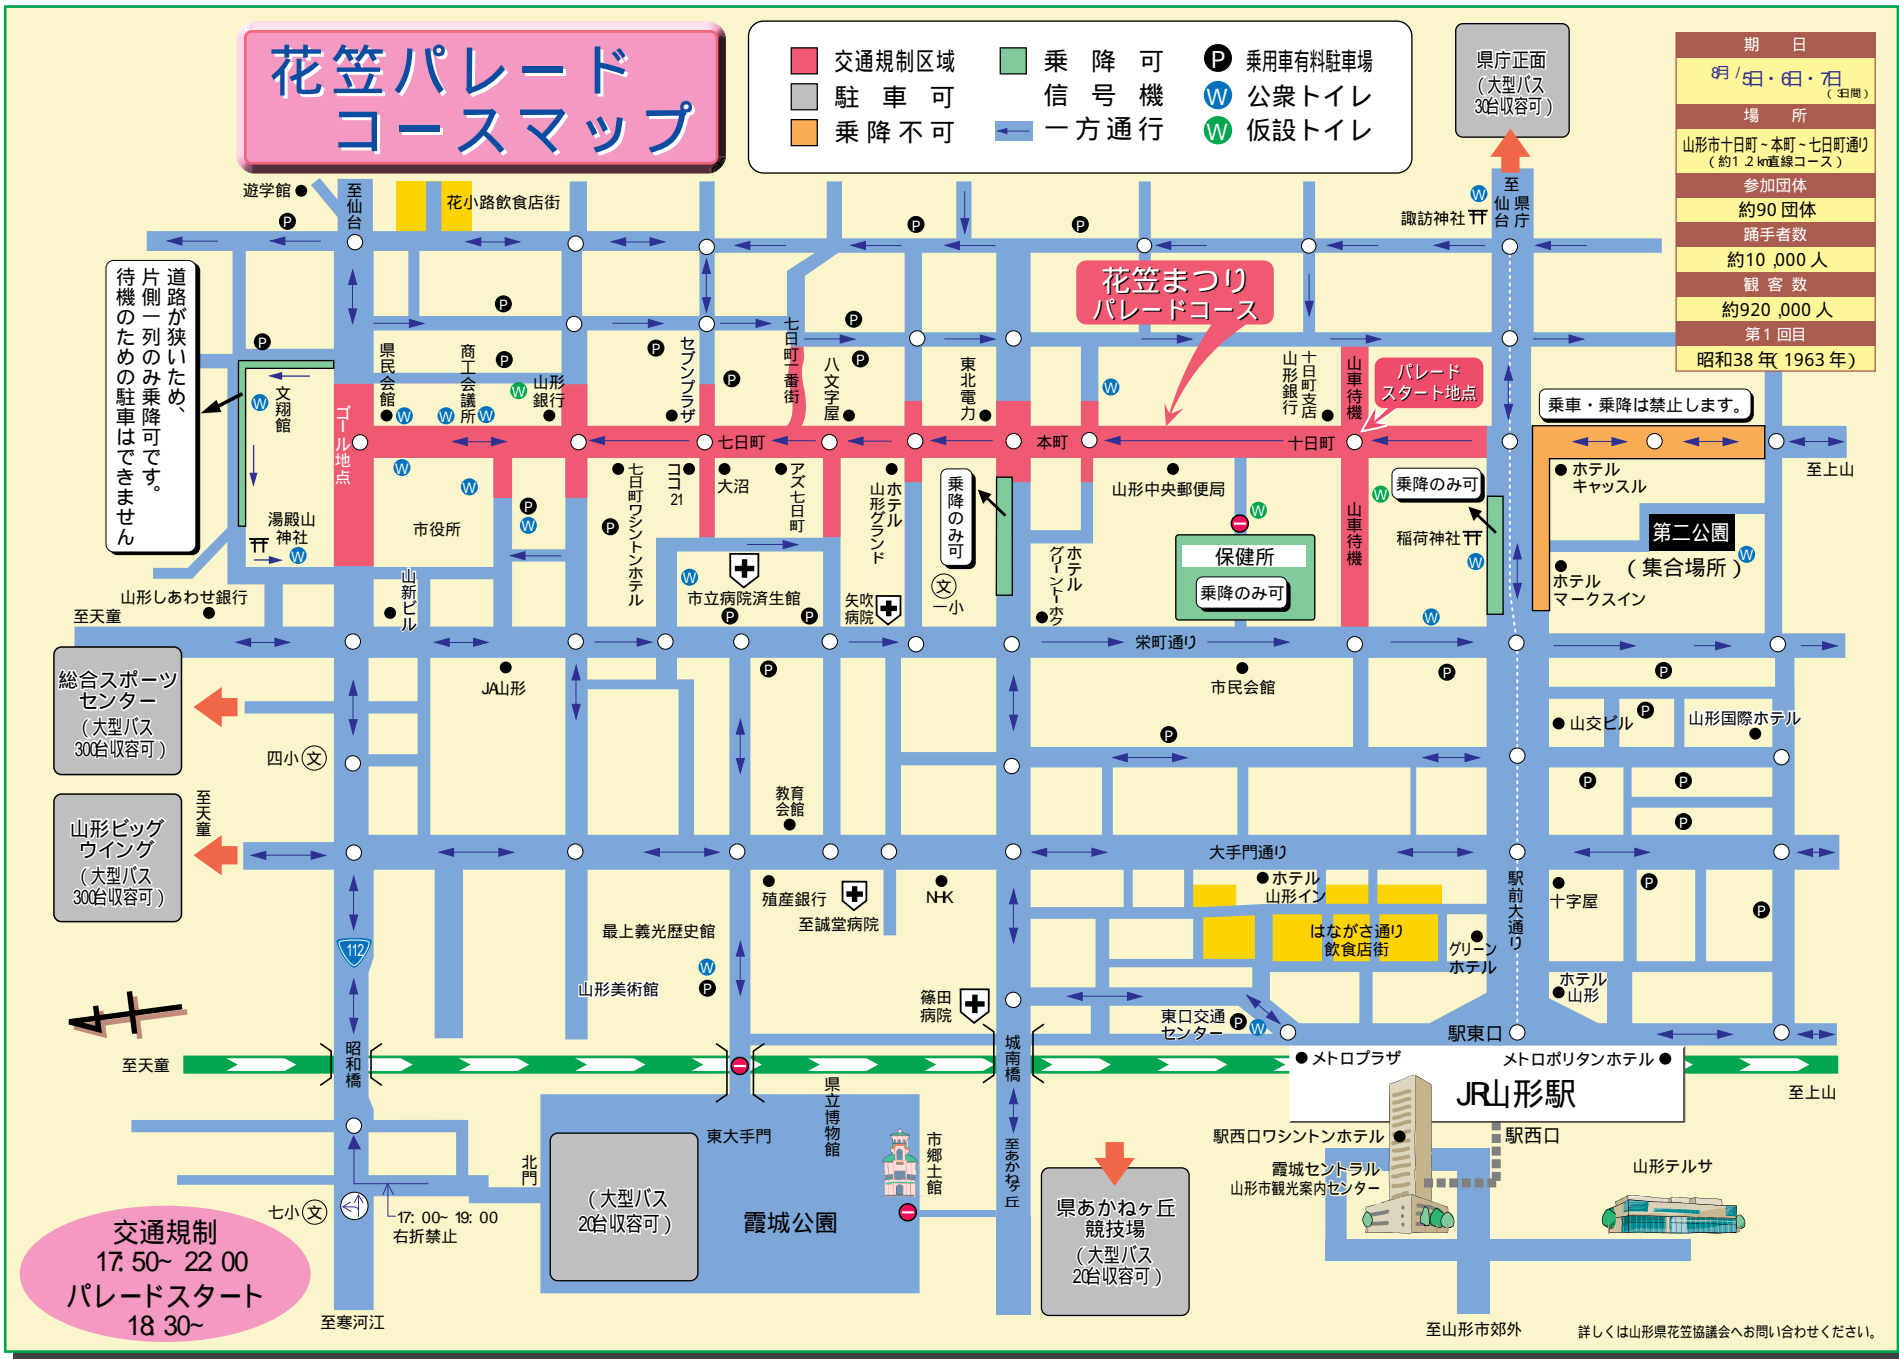 花笠パレード
コースマップ
交通規制区域
駐車可
乗降不可
乗降可
信号機
一方通行
P 乗用車有料駐車場
W 公衆トイレ
W 仮設トイレ
県庁正面
(大型バス
30台収容可)
期日
8月/5日・6日・7日
(3日間)
場所
山形市十日町~本町~七日町通り
(約1.2km直線コース)
参加団体
約90団体
踊手者数
約10,000人
観客数
約920,000人
第1回目
昭和38年(1963年)
遊学館
至仙台
花小路飲食店街
諏訪神社
至仙台
県庁
道路が狭いため、
片側一列のみ乗降可です。
待機のための駐車はできません
花笠まつり
パレードコース
県民会館
商工会議所
山形
銀行
セブンプラザ
七日町一番街
八文字屋
東北電力
山形銀行
十日町支店
山車待機
パレード
スタート地点
乗車・乗降は禁止します。
文翔館
ゴール地点
七日町
本町
十日町
至上山
ホテル
キャッスル
湯殿山
神社
市役所
七日町ワシントンホテル
ココ21
大沼
アズ七日町
ホテル
山形グランド
乗降のみ可
山形中央郵便局
山車待機
乗降のみ可
稲荷神社
第二公園
(集合場所)
保健所
乗降のみ可
ホテル
グリーントーホク
ホテル
マークスイン
山形しあわせ銀行
山新ビル
市立病院済生館
矢吹
病院
文
一小
至天童
栄町通り
総合スポーツ
センター
(大型バス
300台収容可)
JA山形
市民会館
山交ビル
山形国際ホテル
四小 文
山形ビッグ
ウイング
(大型バス
300台収容可)
至天童
教育
会館
大手門通り
殖産銀行
至誠堂病院
NHK
ホテル
山形イン
駅前大通り
十字屋
はながさ通り
飲食店街
グリーン
ホテル
112
最上義光歴史館
山形美術館
篠田
病院
東口交通
センター
ホテル
山形
駅東口
至天童
昭和橋
城南橋
メトロプラザ
メトロポリタンホテル
JR山形駅
至上山
県立博物館
東大手門
北門
市郷土館
至あかねヶ丘
駅西口ワシントンホテル
駅西口
霞城セントラル
山形市観光案内センター
山形テルサ
七小 文
17:00~19:00
右折禁止
(大型バス
20台収容可)
霞城公園
県あかねヶ丘
競技場
(大型バス
20台収容可)
交通規制
17:50~22:00
パレードスタート
18:30~
至寒河江
至山形市郊外
詳しくは山形県花笠協議会へお問い合わせください。